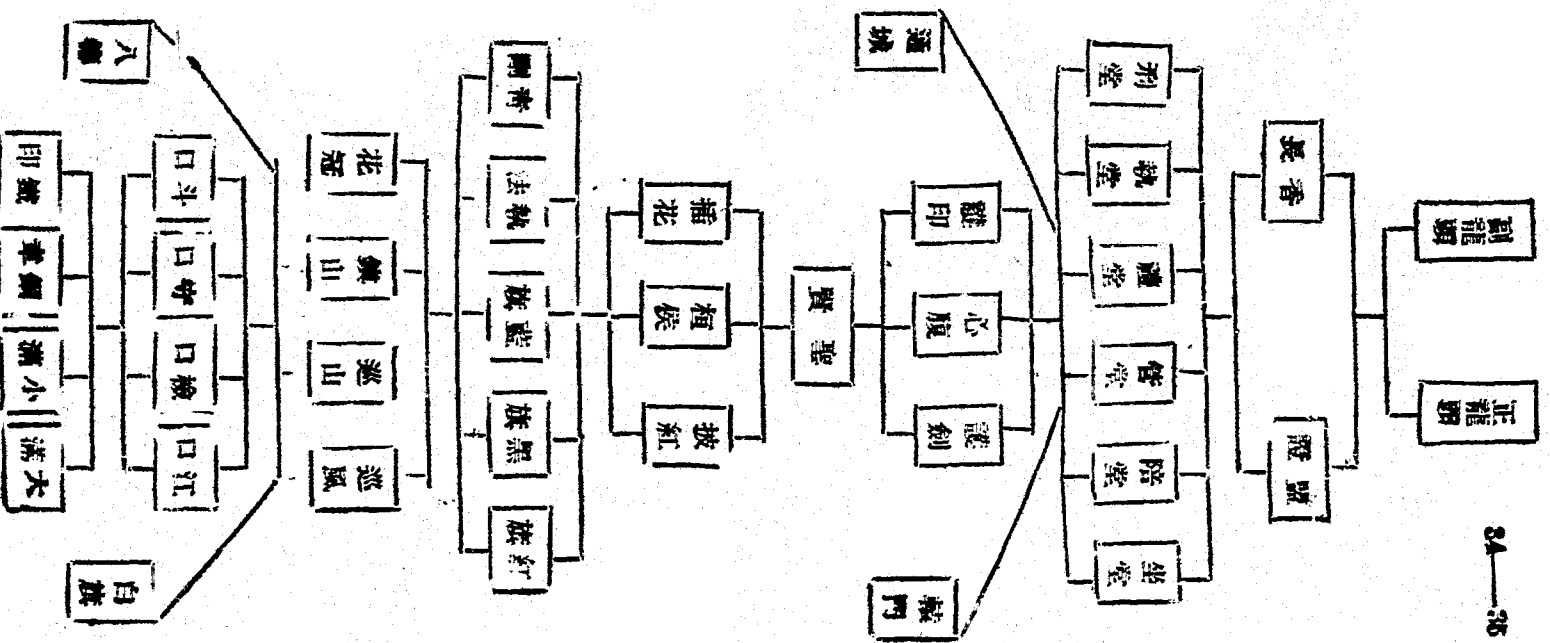 34—35
正龍頭
副龍頭
盟證
香長
坐堂
陪堂
管堂
禮堂
執堂
刑堂
轅門
通城
護劍
心腹
護印
聖賢
披紅
桓侯
插花
紅旗
黑旗
藍旗
執法
巡風
巡山
鎮山
花冠
白旗
江口
檢口
守口
斗口
大滿
小滿
銅章
鐵印